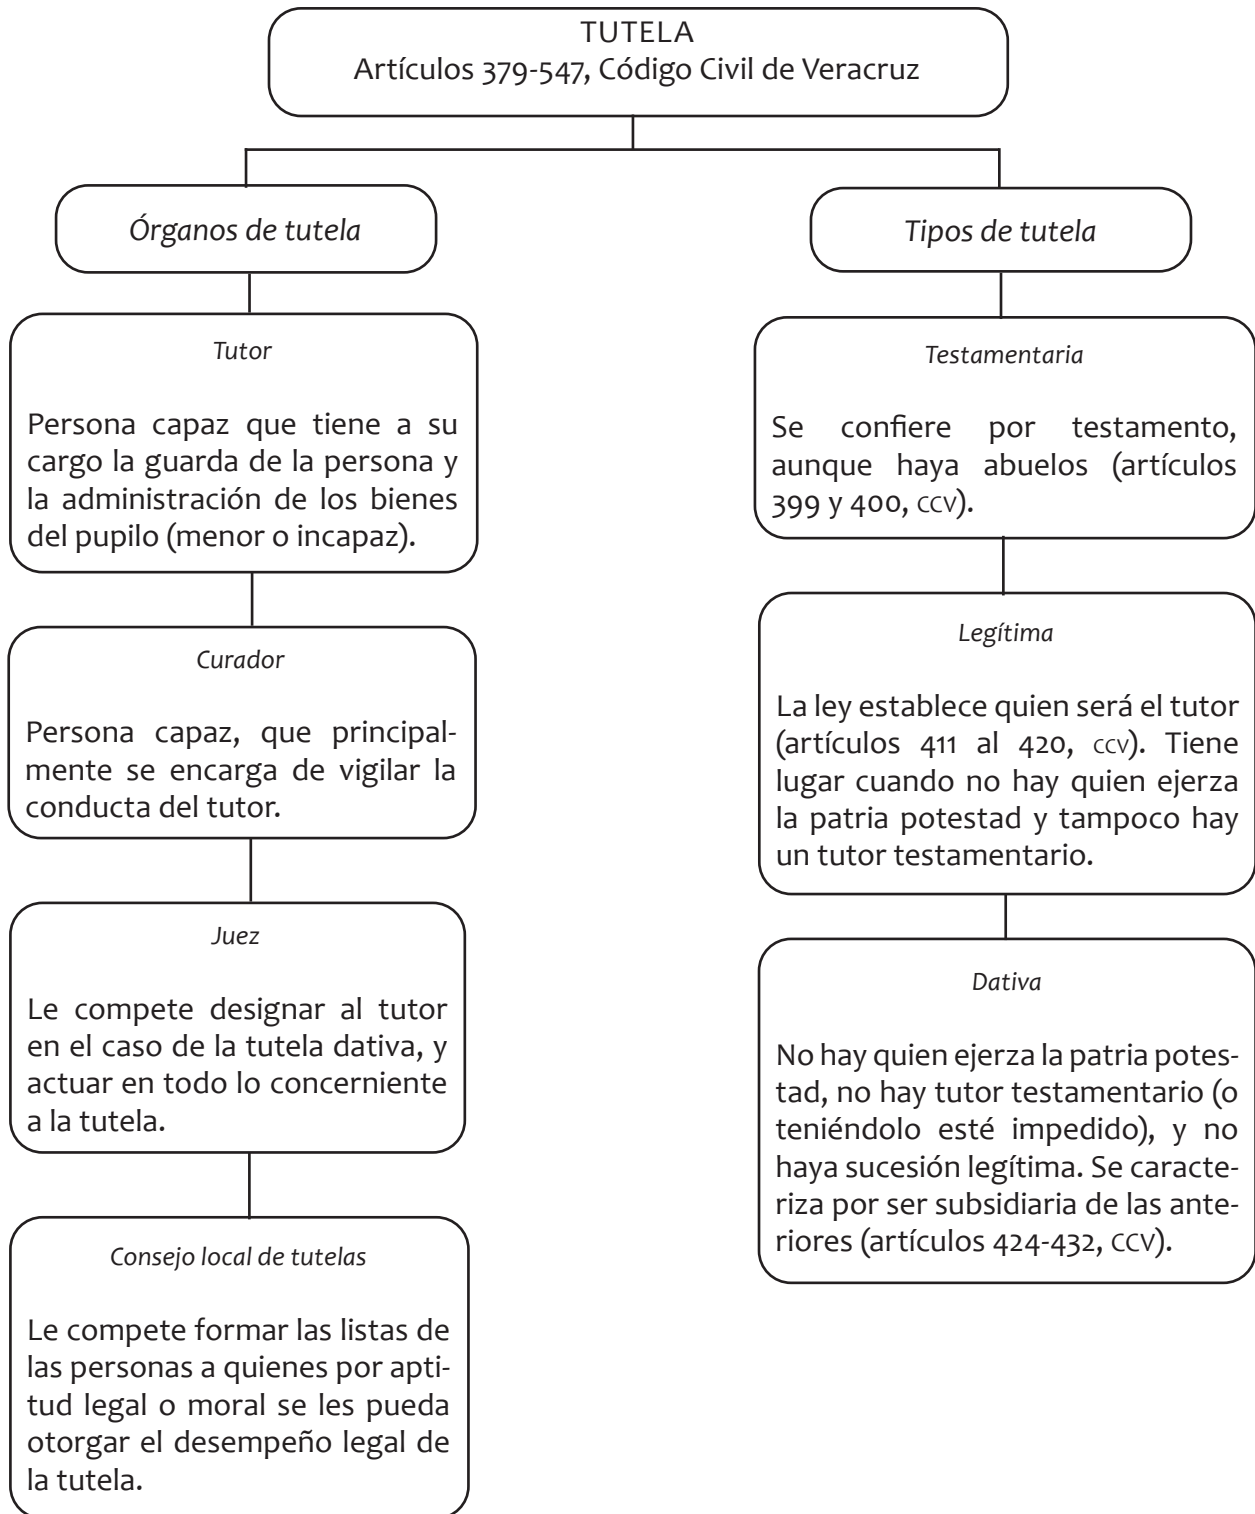 TUTELA
Artículos 379-547, Código Civil de Veracruz
Órganos de tutela
Tutor
Persona capaz que tiene a su
cargo la guarda de la persona y
la administración de los bienes
del pupilo (menor o incapaz).
Curador
Persona capaz, que principal-
mente se encarga de vigilar la
conducta del tutor.
Juez
Le compete designar al tutor
en el caso de la tutela dativa, y
actuar en todo lo concerniente
a la tutela.
Consejo local de tutelas
Le compete formar las listas de
las personas a quienes por apti-
tud legal o moral se les pueda
otorgar el desempeño legal de
la tutela.
Tipos de tutela
Testamentaria
Se confiere por testamento,
aunque haya abuelos (artículos
399 y 400, CCV).
Legítima
La ley establece quien será el tutor
(artículos 411 al 420, CCV). Tiene
lugar cuando no hay quien ejerza
la patria potestad y tampoco hay
un tutor testamentario.
Dativa
No hay quien ejerza la patria potes-
tad, no hay tutor testamentario (o
teniéndolo esté impedido), y no
haya sucesión legítima. Se caracte-
riza por ser subsidiaria de las ante-
riores (artículos 424-432, CCV).